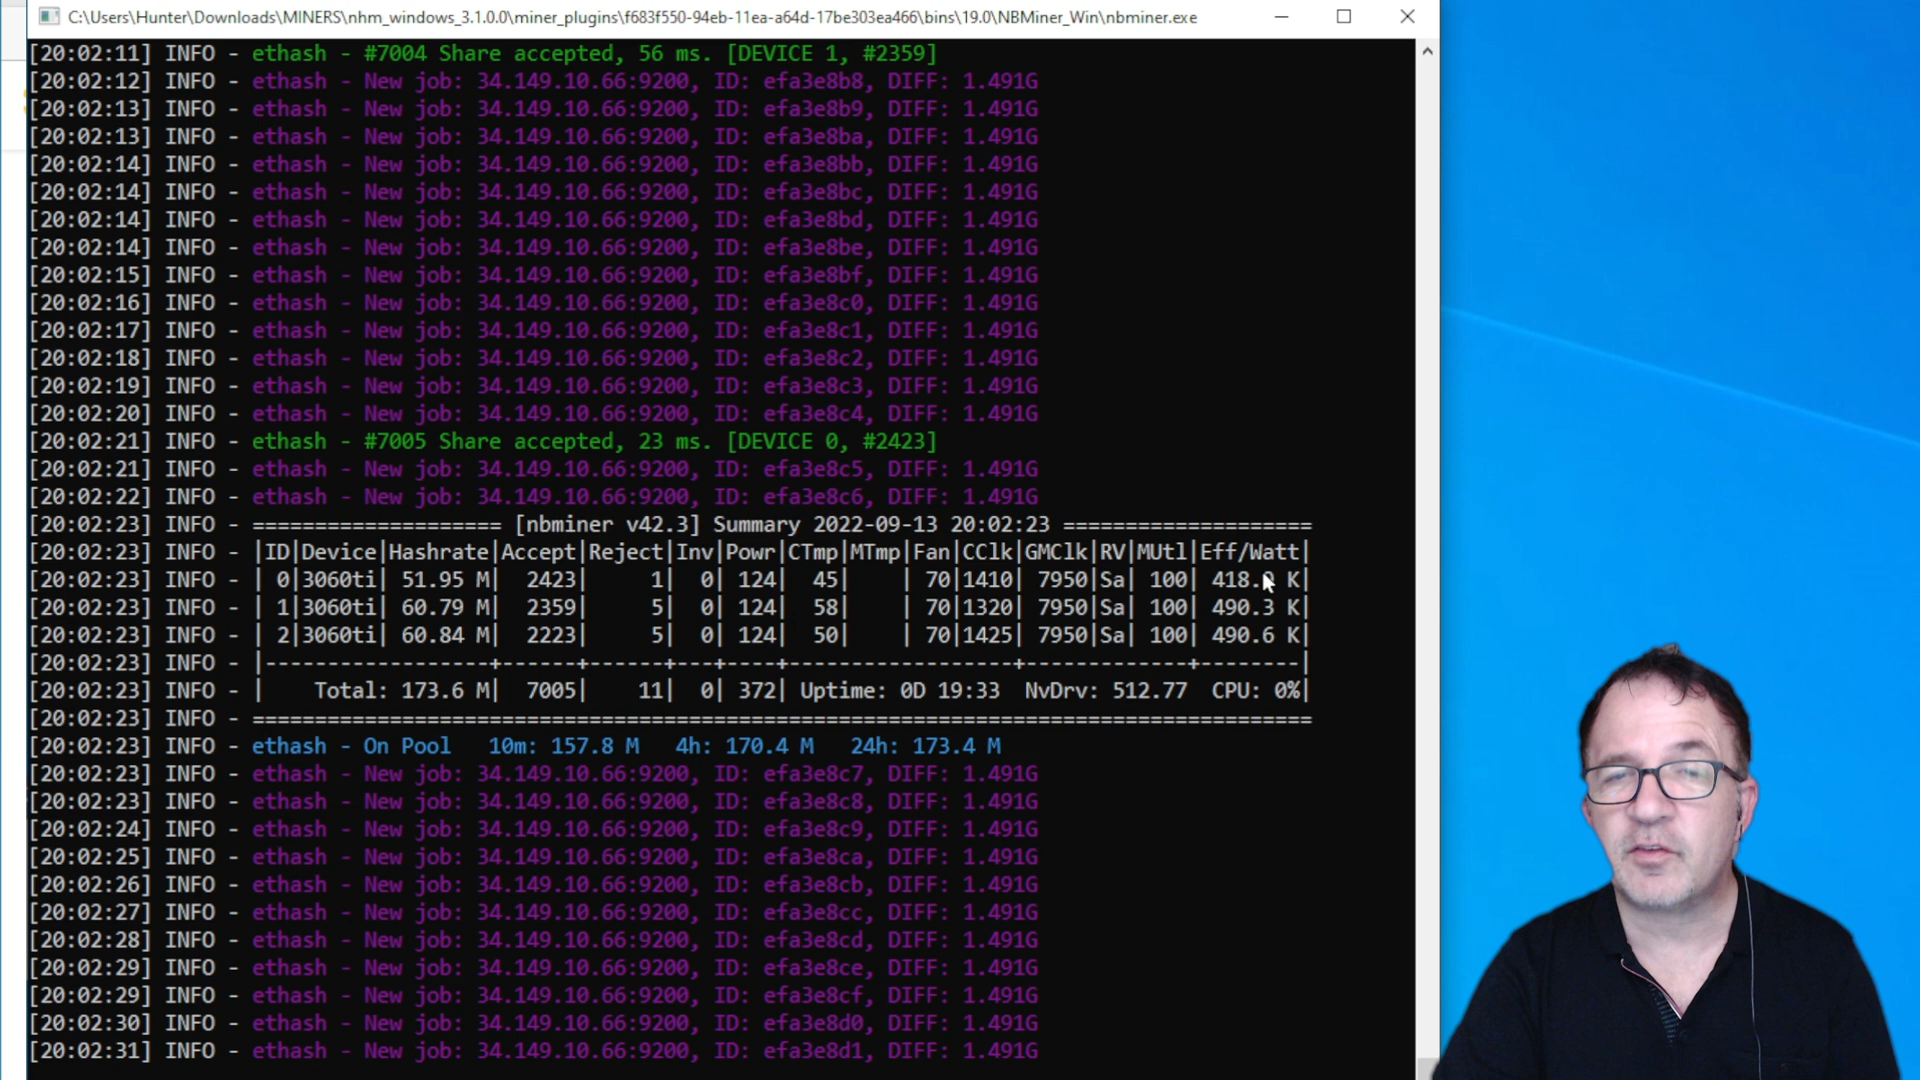 C:\Users\Hunter\Downloads\MINERS\nhm_windows_3.1.0.0\miner_plugins\f683f550-94eb-11ea-a64d-17be303ea466\bins\19.0\NBMiner_Win\nbminer.exe
[20:02:11] INFO - ethash - #7004 Share accepted, 56 ms. [DEVICE 1, #2359]
[20:02:12] INFO - ethash - New job: 34.149.10.66:9200, ID: efa3e8b8, DIFF: 1.491G
[20:02:13] INFO - ethash - New job: 34.149.10.66:9200, ID: efa3e8b9, DIFF: 1.491G
[20:02:13] INFO - ethash - New job: 34.149.10.66:9200, ID: efa3e8ba, DIFF: 1.491G
[20:02:14] INFO - ethash - New job: 34.149.10.66:9200, ID: efa3e8bb, DIFF: 1.491G
[20:02:14] INFO - ethash - New job: 34.149.10.66:9200, ID: efa3e8bc, DIFF: 1.491G
[20:02:14] INFO - ethash - New job: 34.149.10.66:9200, ID: efa3e8bd, DIFF: 1.491G
[20:02:14] INFO - ethash - New job: 34.149.10.66:9200, ID: efa3e8be, DIFF: 1.491G
[20:02:15] INFO - ethash - New job: 34.149.10.66:9200, ID: efa3e8bf, DIFF: 1.491G
[20:02:16] INFO - ethash - New job: 34.149.10.66:9200, ID: efa3e8c0, DIFF: 1.491G
[20:02:17] INFO - ethash - New job: 34.149.10.66:9200, ID: efa3e8c1, DIFF: 1.491G
[20:02:18] INFO - ethash - New job: 34.149.10.66:9200, ID: efa3e8c2, DIFF: 1.491G
[20:02:19] INFO - ethash - New job: 34.149.10.66:9200, ID: efa3e8c3, DIFF: 1.491G
[20:02:20] INFO - ethash - New job: 34.149.10.66:9200, ID: efa3e8c4, DIFF: 1.491G
[20:02:21] INFO - ethash - #7005 Share accepted, 23 ms. [DEVICE 0, #2423]
[20:02:21] INFO - ethash - New job: 34.149.10.66:9200, ID: efa3e8c5, DIFF: 1.491G
[20:02:22] INFO - ethash - New job: 34.149.10.66:9200, ID: efa3e8c6, DIFF: 1.491G
[20:02:23] INFO - ==================== [nbminer v42.3] Summary 2022-09-13 20:02:23 ====================
[20:02:23] INFO - |ID|Device|Hashrate|Accept|Reject|Inv|Powr|CTmp|MTmp|Fan|CClk|GMClk|RV|MUtl|Eff/Watt|
[20:02:23] INFO - | 0|3060ti| 51.95 M|  2423|     1|  0| 124|  45|    | 70|1410| 7950|Sa| 100| 418. K|
[20:02:23] INFO - | 1|3060ti| 60.79 M|  2359|     5|  0| 124|  58|    | 70|1320| 7950|Sa| 100| 490.3 K|
[20:02:23] INFO - | 2|3060ti| 60.84 M|  2223|     5|  0| 124|  50|    | 70|1425| 7950|Sa| 100| 490.6 K|
[20:02:23] INFO - |------------------+------+------+---+----+------------------+-------------+--------|
[20:02:23] INFO - |    Total: 173.6 M|  7005|    11|  0| 372| Uptime: 0D 19:33  NvDrv: 512.77  CPU: 0%|
[20:02:23] INFO - =====================================================================================
[20:02:23] INFO - ethash - On Pool   10m: 157.8 M   4h: 170.4 M   24h: 173.4 M
[20:02:23] INFO - ethash - New job: 34.149.10.66:9200, ID: efa3e8c7, DIFF: 1.491G
[20:02:23] INFO - ethash - New job: 34.149.10.66:9200, ID: efa3e8c8, DIFF: 1.491G
[20:02:24] INFO - ethash - New job: 34.149.10.66:9200, ID: efa3e8c9, DIFF: 1.491G
[20:02:25] INFO - ethash - New job: 34.149.10.66:9200, ID: efa3e8ca, DIFF: 1.491G
[20:02:26] INFO - ethash - New job: 34.149.10.66:9200, ID: efa3e8cb, DIFF: 1.491G
[20:02:27] INFO - ethash - New job: 34.149.10.66:9200, ID: efa3e8cc, DIFF: 1.491G
[20:02:28] INFO - ethash - New job: 34.149.10.66:9200, ID: efa3e8cd, DIFF: 1.491G
[20:02:29] INFO - ethash - New job: 34.149.10.66:9200, ID: efa3e8ce, DIFF: 1.491G
[20:02:29] INFO - ethash - New job: 34.149.10.66:9200, ID: efa3e8cf, DIFF: 1.491G
[20:02:30] INFO - ethash - New job: 34.149.10.66:9200, ID: efa3e8d0, DIFF: 1.491G
[20:02:31] INFO - ethash - New job: 34.149.10.66:9200, ID: efa3e8d1, DIFF: 1.491G